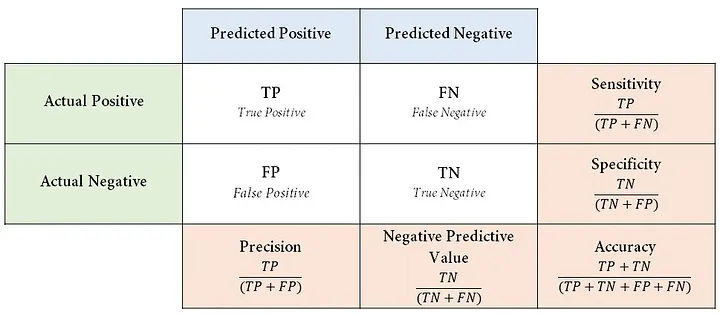 Predicted Positive
Predicted Negative
Actual Positive
TP
True Positive
FN
False Negative
Sensitivity
TP
(TP + FN)
Actual Negative
FP
False Positive
TN
True Negative
Specificity
TN
(TN + FP)
Precision
TP
(TP + FP)
Negative Predictive
Value
TN
(TN + FN)
Accuracy
TP + TN
(TP + TN + FP + FN)